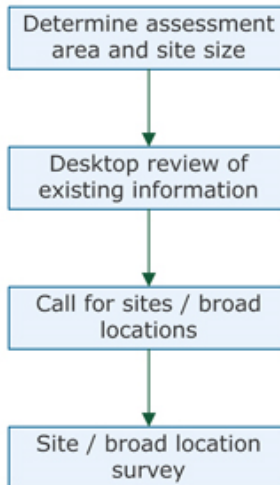 Determine assessment
area and site size
Desktop review of
existing information
Call for sites / broad
locations
Site / broad location
survey